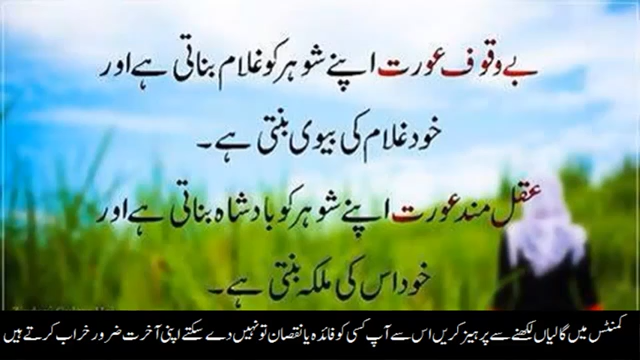 بے وقوف عورت اپنے شوہر کو غلام بناتی ہے اور
خود غلام کی بیوی بنتی ہے۔
عقل مند عورت اپنے شوہر کو بادشاہ بناتی ہے اور
خود اس کی ملکہ بنتی ہے۔
کمنٹس میں گالیاں لکھنے سے پرہیز کریں اس سے آپ کسی کو فائدہ یا نقصان تو نہیں دے سکتے اپنی آخرت ضرور خراب کرتے ہیں